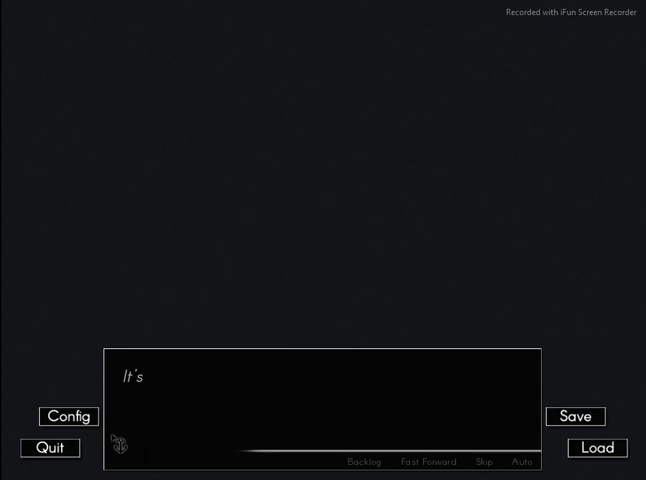 Recorded with iFun Screen Recorder
It's
Config
Save
Quit
Load
Backlog
Fast Forward
Skip
Auto